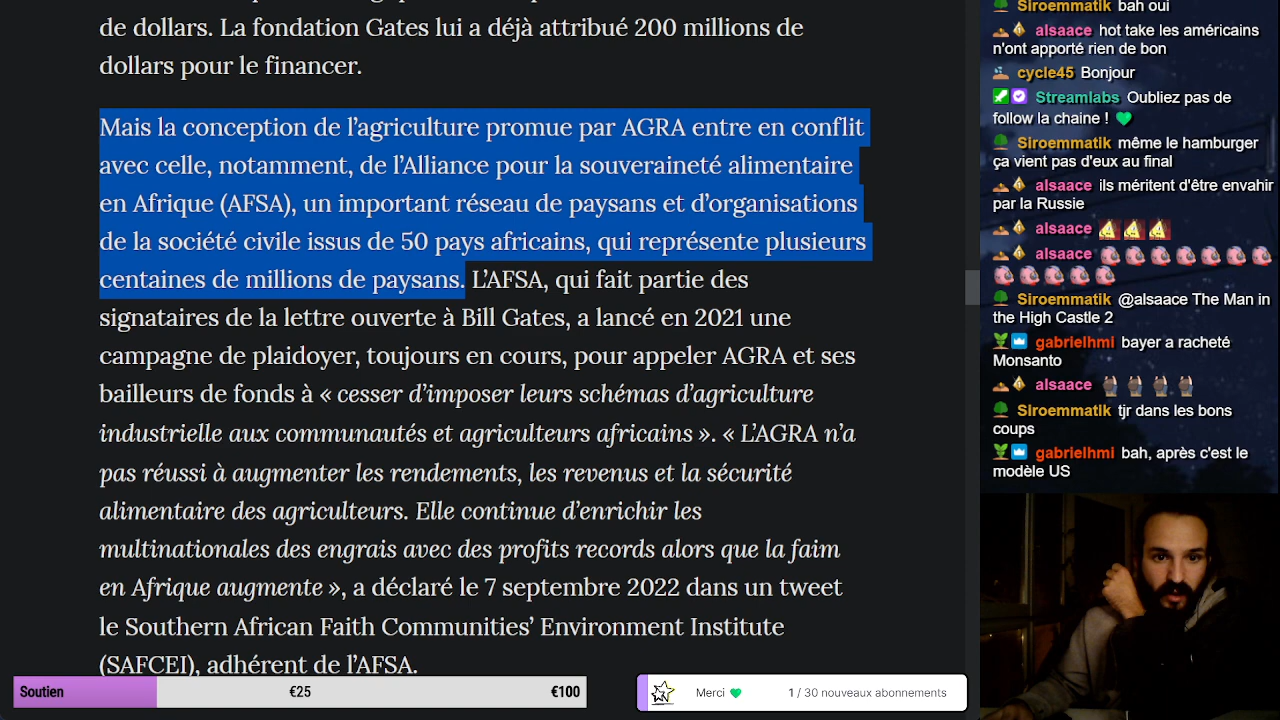 de dollars. La fondation Gates lui a déjà attribué 200 millions de
dollars pour le financer.
Mais la conception de l’agriculture promue par AGRA entre en conflit
avec celle, notamment, de l’Alliance pour la souveraineté alimentaire
en Afrique (AFSA), un important réseau de paysans et d’organisations
de la société civile issus de 50 pays africains, qui représente plusieurs
centaines de millions de paysans. L’AFSA, qui fait partie des
signataires de la lettre ouverte à Bill Gates, a lancé en 2021 une
campagne de plaidoyer, toujours en cours, pour appeler AGRA et ses
bailleurs de fonds à « cesser d’imposer leurs schémas d’agriculture
industrielle aux communautés et agriculteurs africains ». « L’AGRA n’a
pas réussi à augmenter les rendements, les revenus et la sécurité
alimentaire des agriculteurs. Elle continue d’enrichir les
multinationales des engrais avec des profits records alors que la faim
en Afrique augmente », a déclaré le 7 septembre 2022 dans un tweet
le Southern African Faith Communities’ Environment Institute
(SAFCEI), adhérent de l’AFSA.
Soutien €25 €100
Merci 1 / 30 nouveaux abonnements
Siroemmatik bah oui
alsaace hot take les américains
n'ont apporté rien de bon
cycle45 Bonjour
Streamlabs Oubliez pas de
follow la chaine !
Siroemmatik même le hamburger
ça vient pas d'eux au final
alsaace ils méritent d'être envahir
par la Russie
alsaace
alsaace
Siroemmatik @alsaace The Man in
the High Castle 2
gabrielhmi bayer a racheté
Monsanto
alsaace
Siroemmatik tjr dans les bons
coups
gabrielhmi bah, après c'est le
modèle US